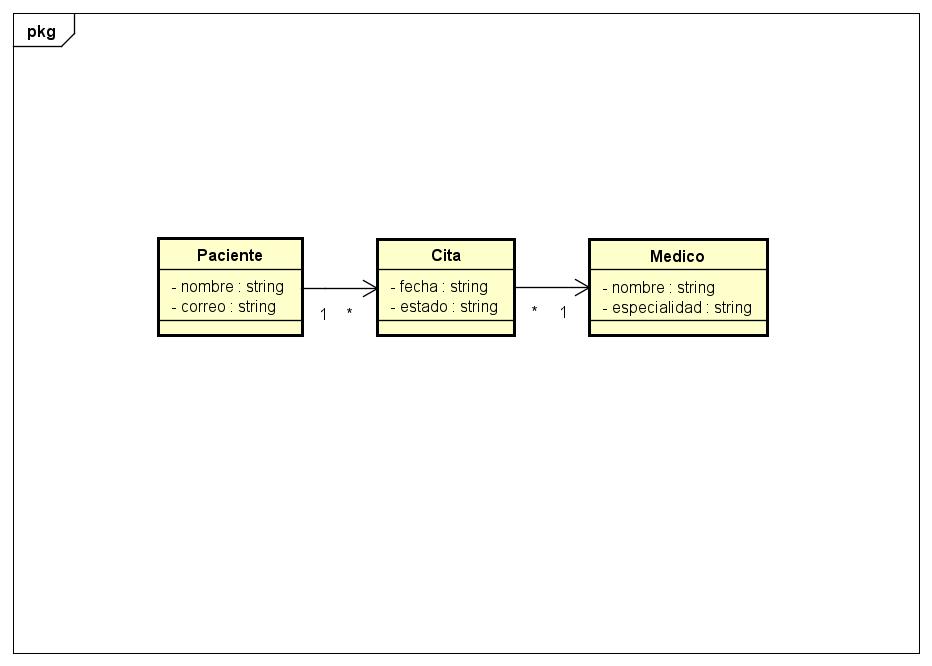 pkg
Paciente
- nombre : string
- correo : string
1 *
Cita
- fecha : string
- estado : string
* 1
Medico
- nombre : string
- especialidad : string